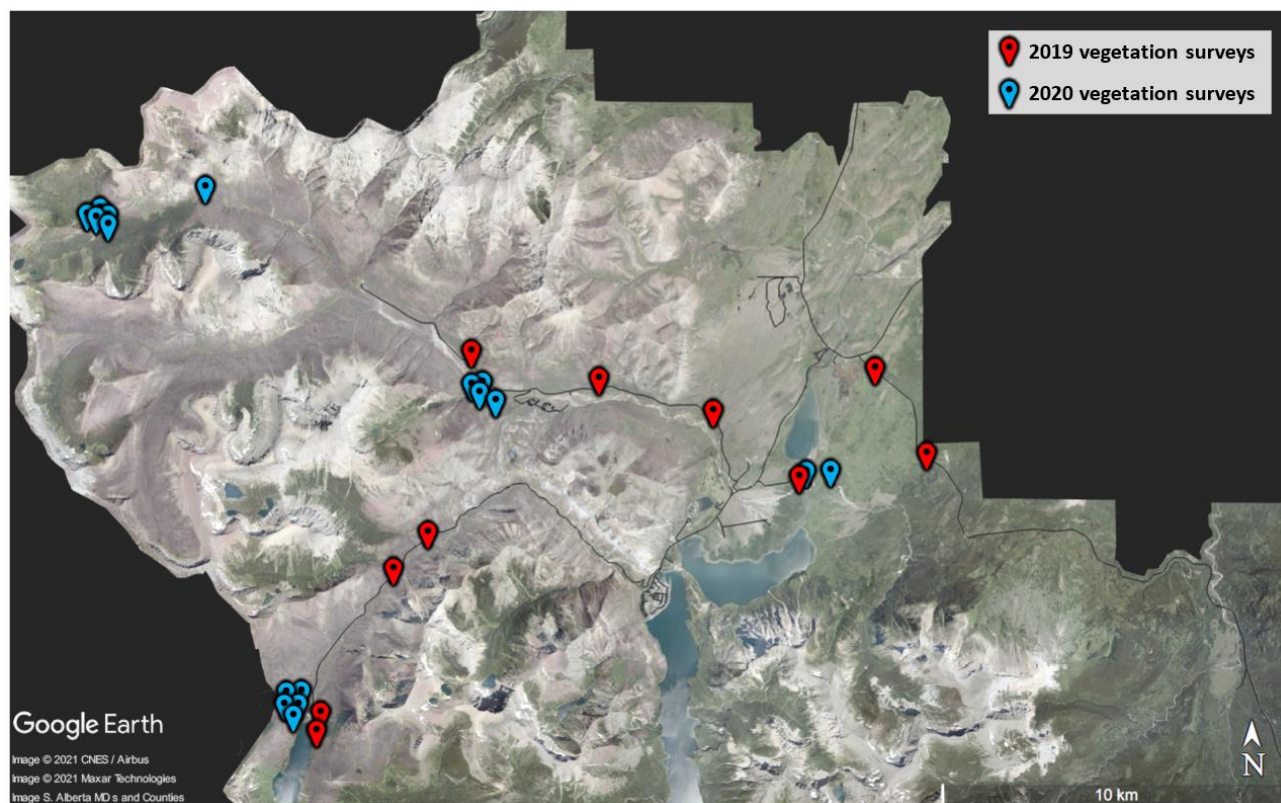 2019 vegetation surveys
2020 vegetation surveys
Google Earth
Image © 2021 CNES / Airbus
Image © 2021 Maxar Technologies
Image S. Alberta MD s and Counties
N
10 km